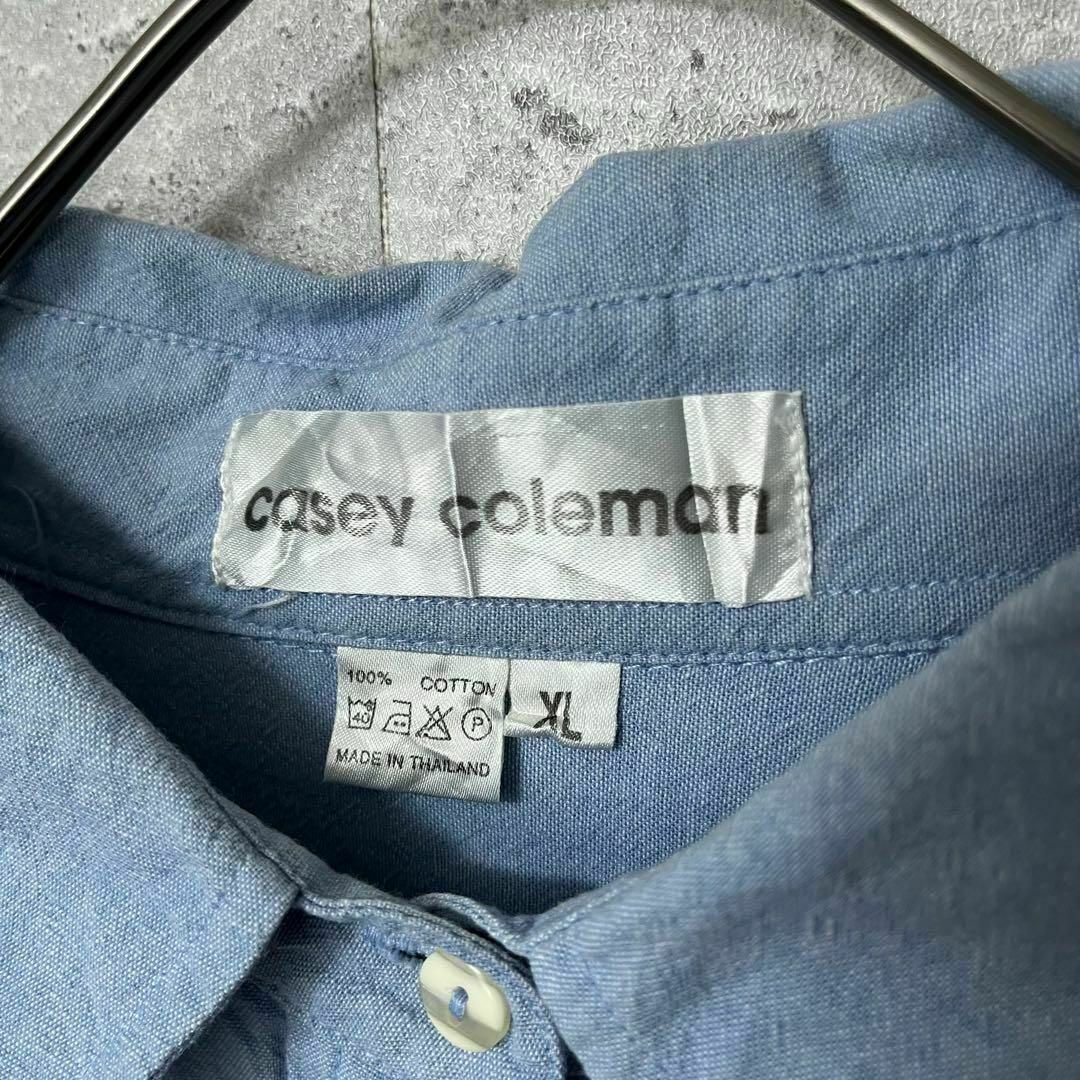 casey coleman
100% COTTON
40 P
MADE IN THAILAND
XL